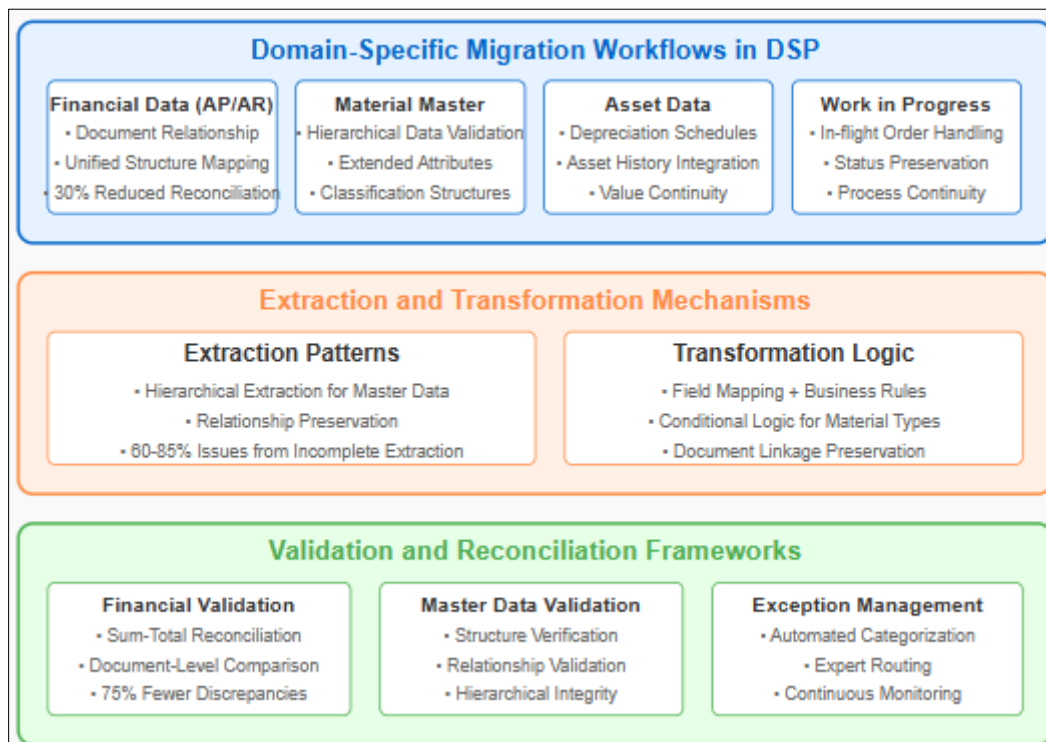 Domain-Specific Migration Workflows in DSP
Financial Data (AP/AR)
• Document Relationship
• Unified Structure Mapping
• 30% Reduced Reconciliation
Material Master
• Hierarchical Data Validation
• Extended Attributes
• Classification Structures
Asset Data
• Depreciation Schedules
• Asset History Integration
• Value Continuity
Work in Progress
• In-flight Order Handling
• Status Preservation
• Process Continuity
Extraction and Transformation Mechanisms
Extraction Patterns
• Hierarchical Extraction for Master Data
• Relationship Preservation
• 60-85% Issues from Incomplete Extraction
Transformation Logic
• Field Mapping + Business Rules
• Conditional Logic for Material Types
• Document Linkage Preservation
Validation and Reconciliation Frameworks
Financial Validation
• Sum-Total Reconciliation
• Document-Level Comparison
• 75% Fewer Discrepancies
Master Data Validation
• Structure Verification
• Relationship Validation
• Hierarchical Integrity
Exception Management
• Automated Categorization
• Expert Routing
• Continuous Monitoring